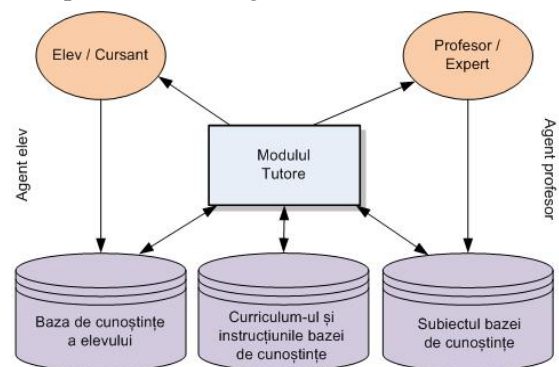 Elev / Cursant
Profesor /
Expert
Agent elev
Modulul
Tutore
Agent profesor
Baza de cunoștințe
a elevului
Curriculum-ul și
instrucțiunile bazei
de cunoștințe
Subiectul bazei
de cunoștințe